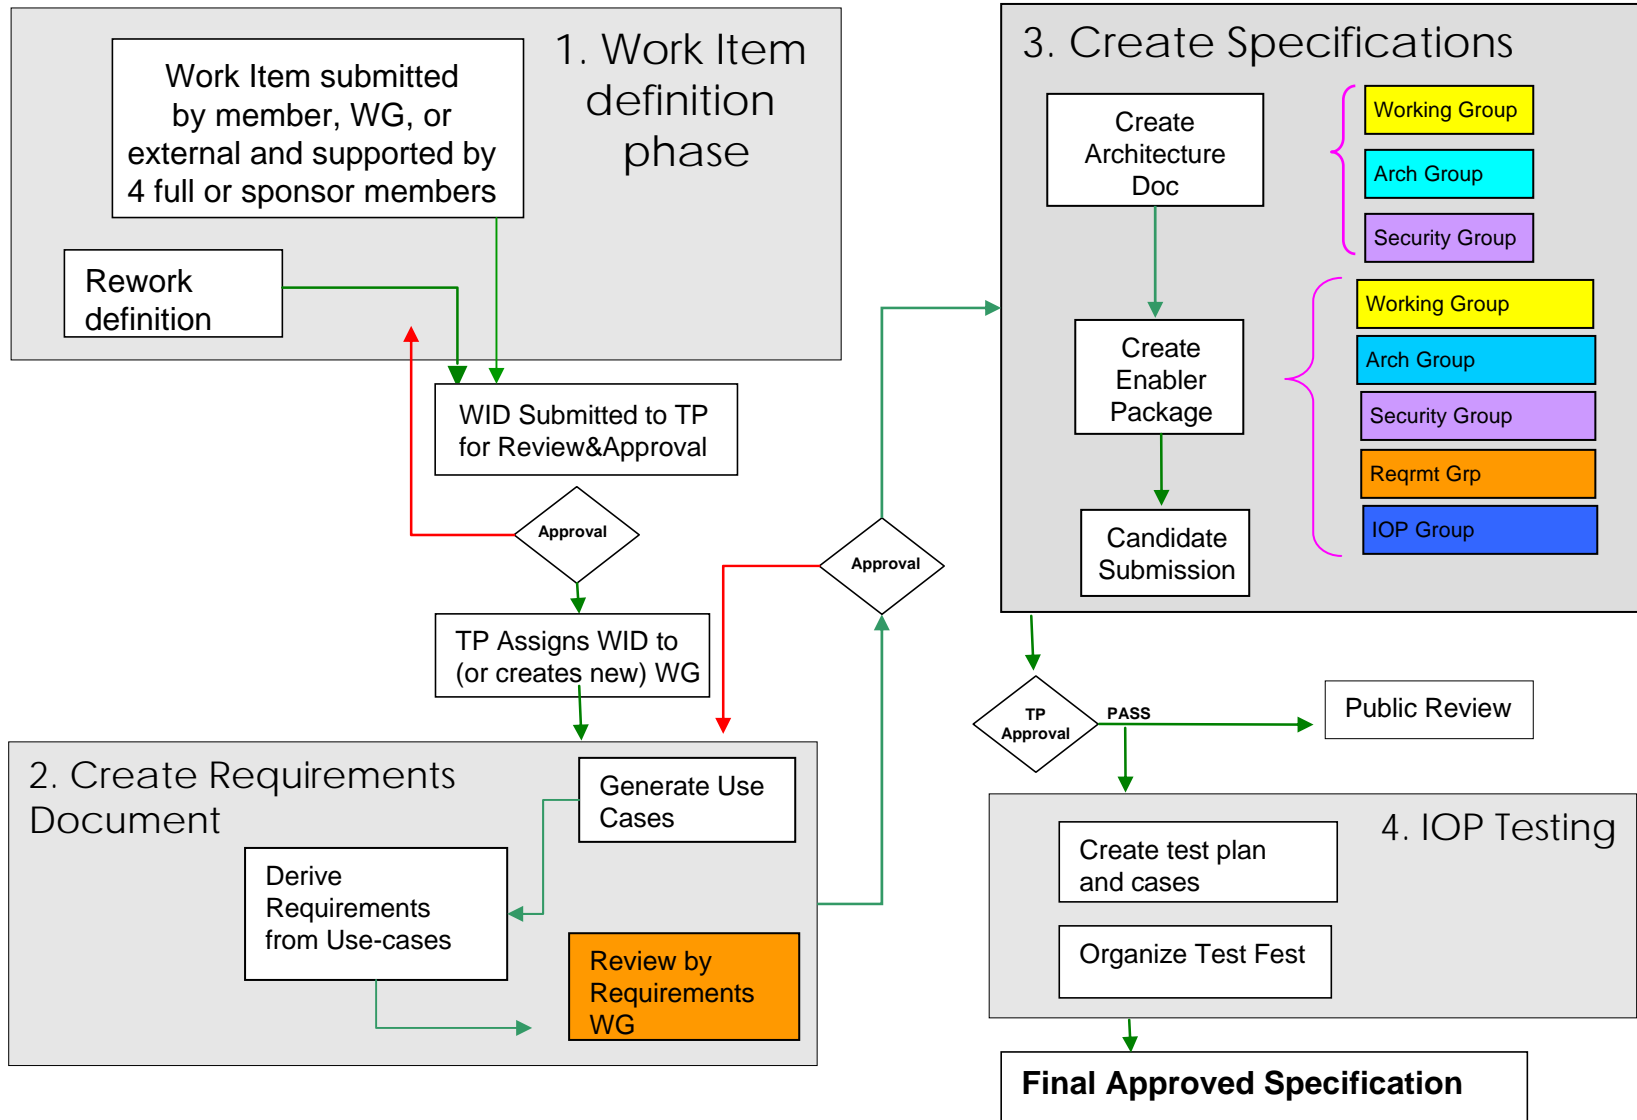 1. Work Item
definition
phase
Work Item submitted
by member, WG, or
external and supported by
4 full or sponsor members
Rework
definition
WID Submitted to TP
for Review&Approval
Approval
TP Assigns WID to
(or creates new) WG
Approval
2. Create Requirements
Document
Generate Use
Cases
Derive
Requirements
from Use-cases
Review by
Requirements
WG
3. Create Specifications
Create
Architecture
Doc
Working Group
Arch Group
Security Group
Create
Enabler
Package
Working Group
Arch Group
Security Group
Reqrmt Grp
IOP Group
Candidate
Submission
TP
Approval
PASS
Public Review
4. IOP Testing
Create test plan
and cases
Organize Test Fest
Final Approved Specification